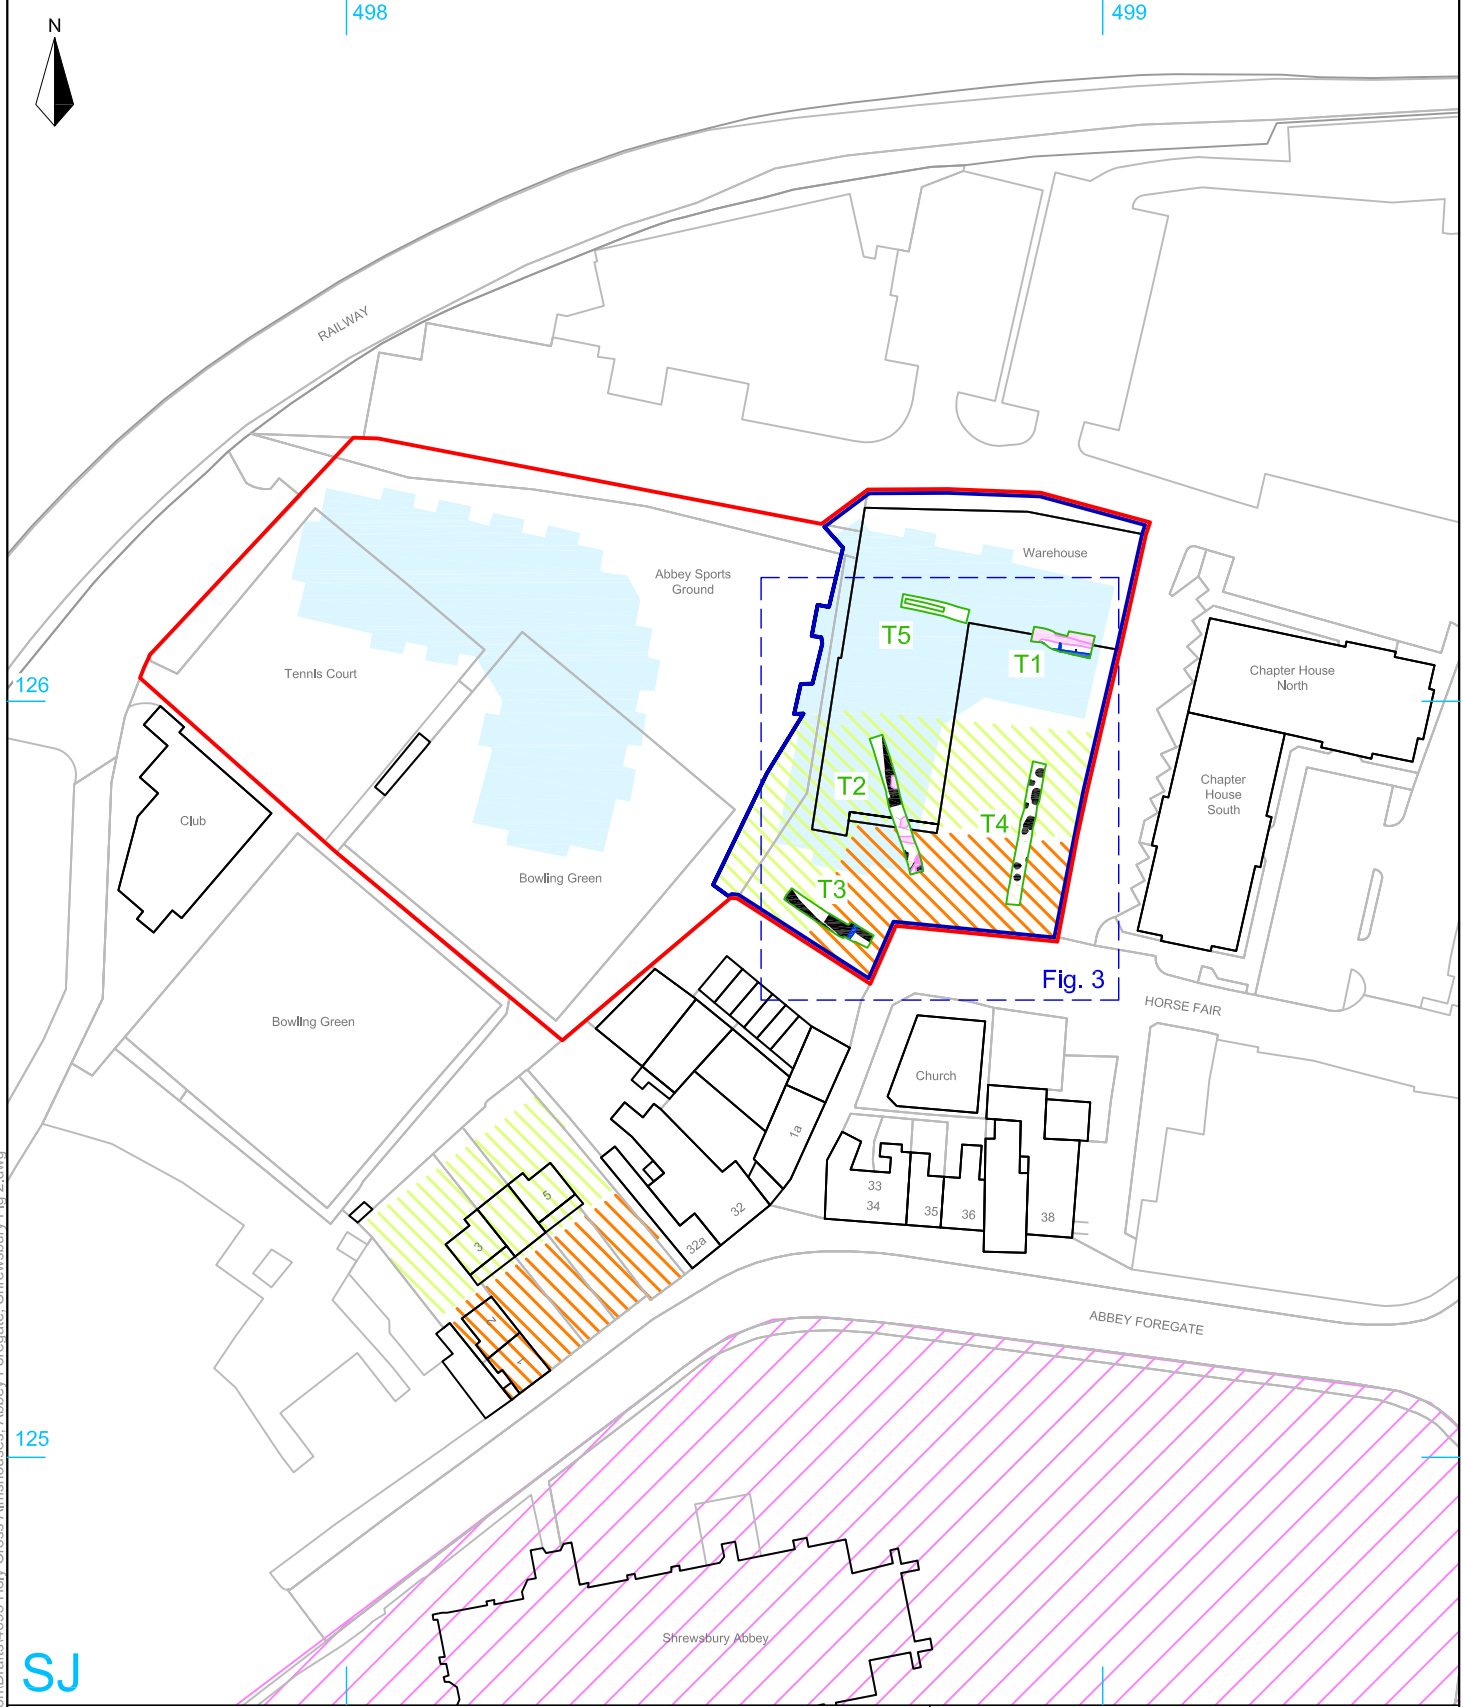 498
499
N
RAILWAY
Warehouse
Abbey Sports
Ground
T5
T1
Tennis Court
Chapter House
North
126
T2
Chapter
House
South
Club
T4
T3
Bowling Green
Fig. 3
HORSE FAIR
Bowling Green
Church
1a
33
34
35
36
38
32
32a
5
3
2
1
ABBEY FOREGATE
125
Shrewsbury Abbey
SJ